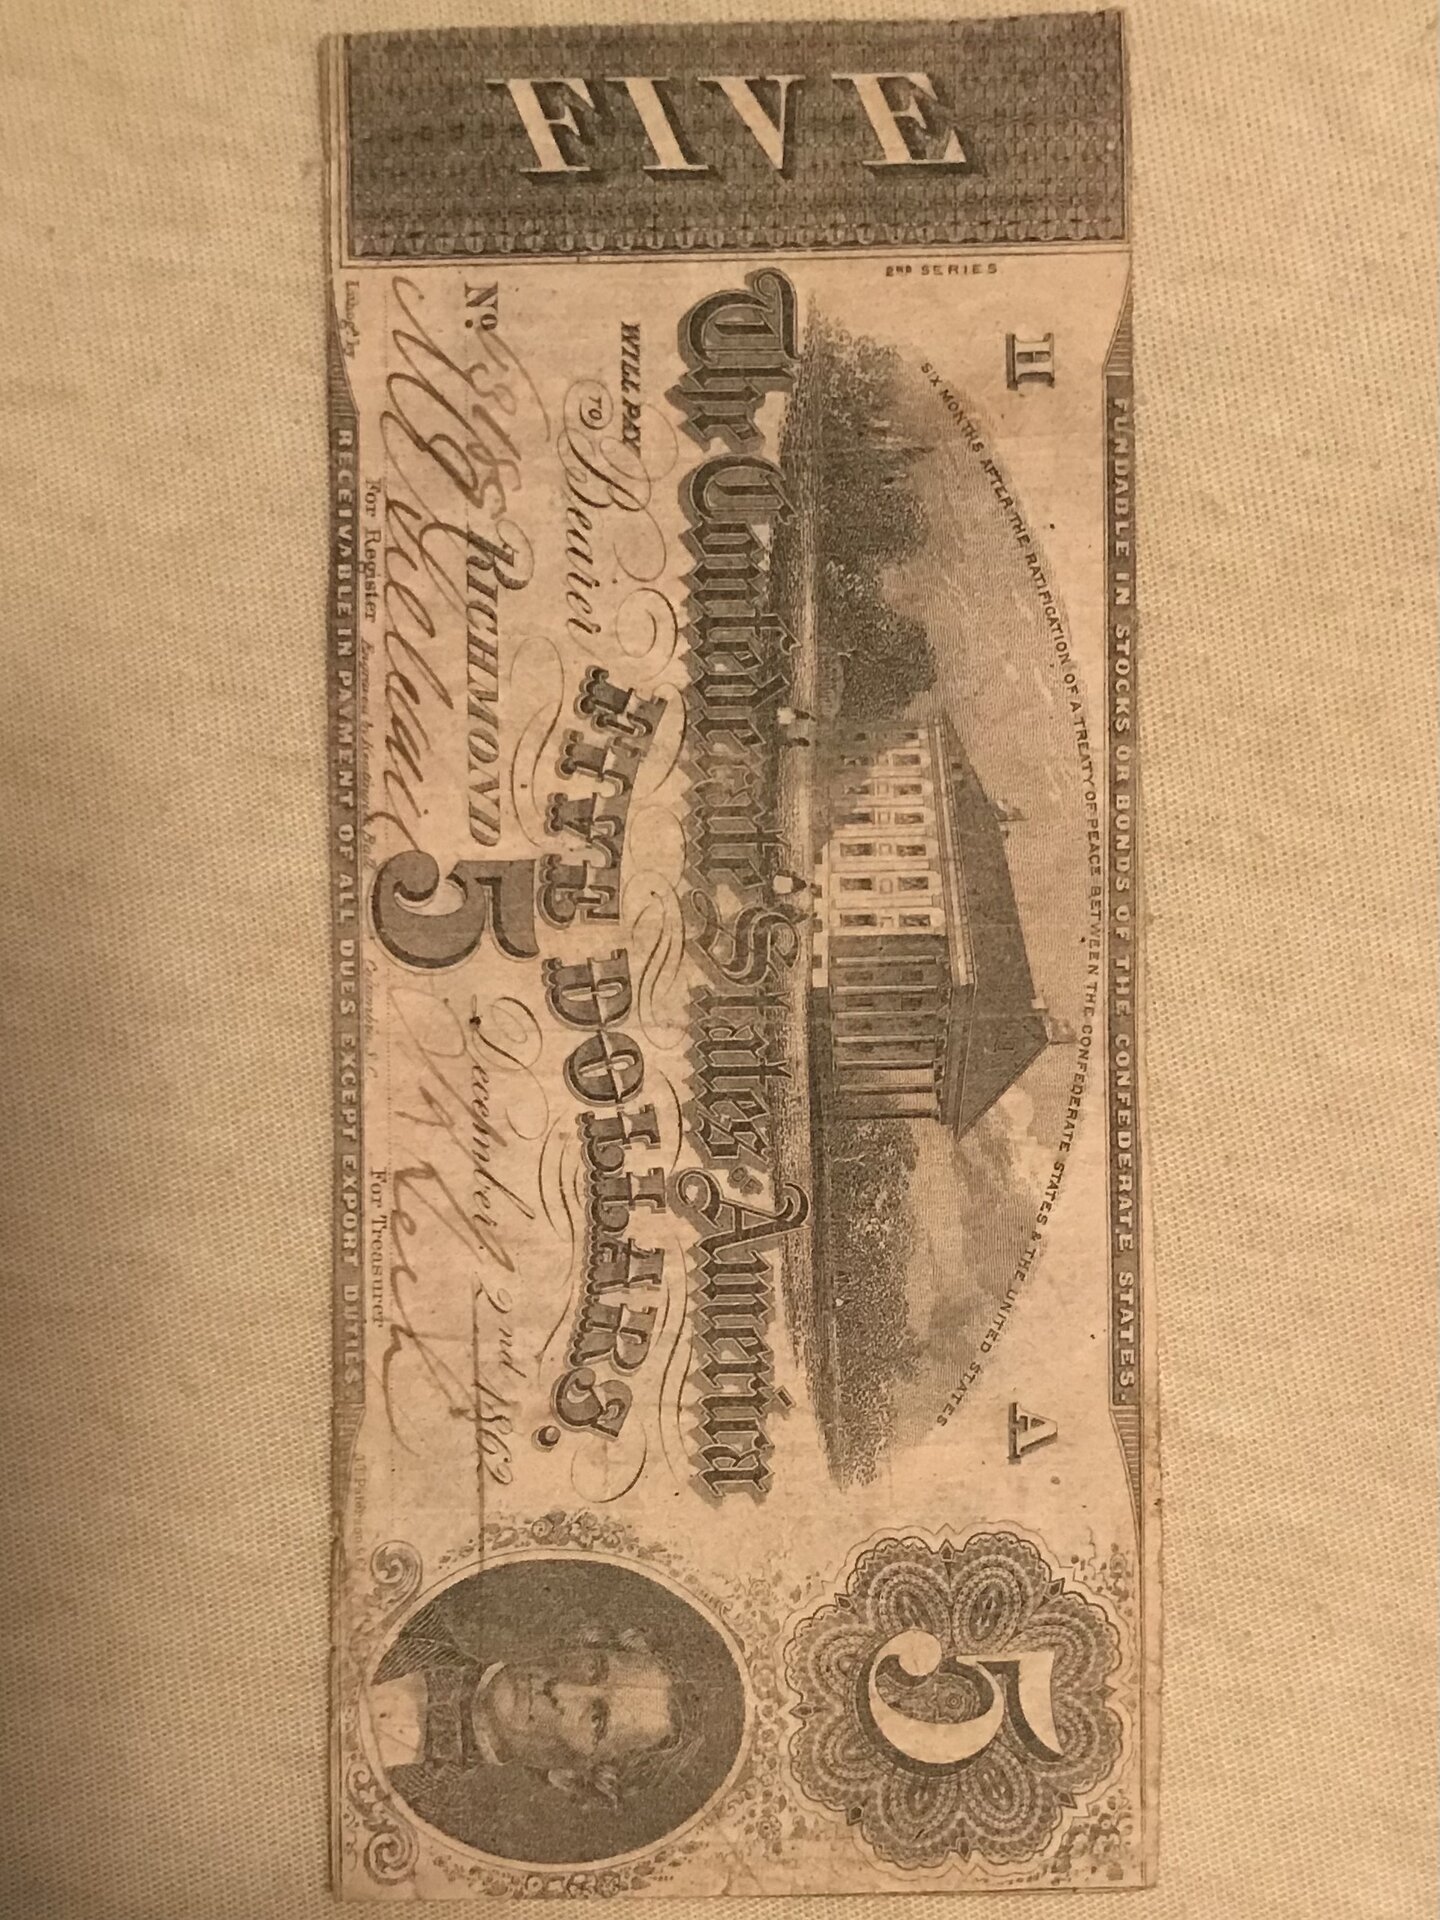 FUNDABLE IN STOCKS OR BONDS OF THE CONFEDERATE STATES.
SIX MONTHS AFTER THE RATIFICATION OF A TREATY OF PEACE BETWEEN THE CONFEDERATE STATES & THE UNITED STATES
FIVE
2ND SERIES
H
A
5
The Confederate States America
WILL PAY
TO Bearer FIVE DOLLARS.
No. RICHMOND 5 December 2nd 1862
For Register
For Treasurer
RECEIVABLE IN PAYMENT OF ALL DUES EXCEPT EXPORT DUTIES.